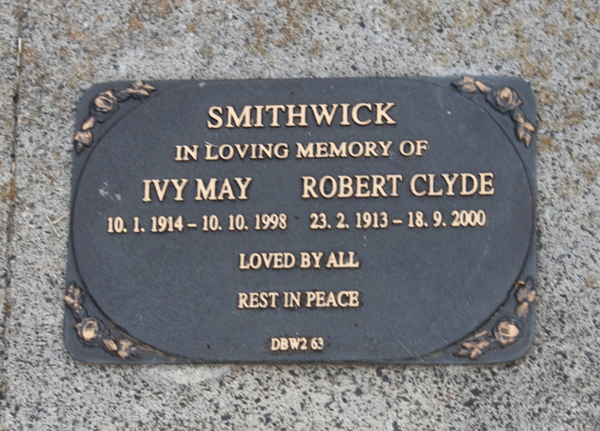 SMITHWICK
IN LOVING MEMORY OF
IVY MAY ROBERT CLYDE
10. 1. 1914 – 10. 10. 1998 23. 2. 1913 – 18. 9. 2000
LOVED BY ALL
REST IN PEACE
DBW2 63